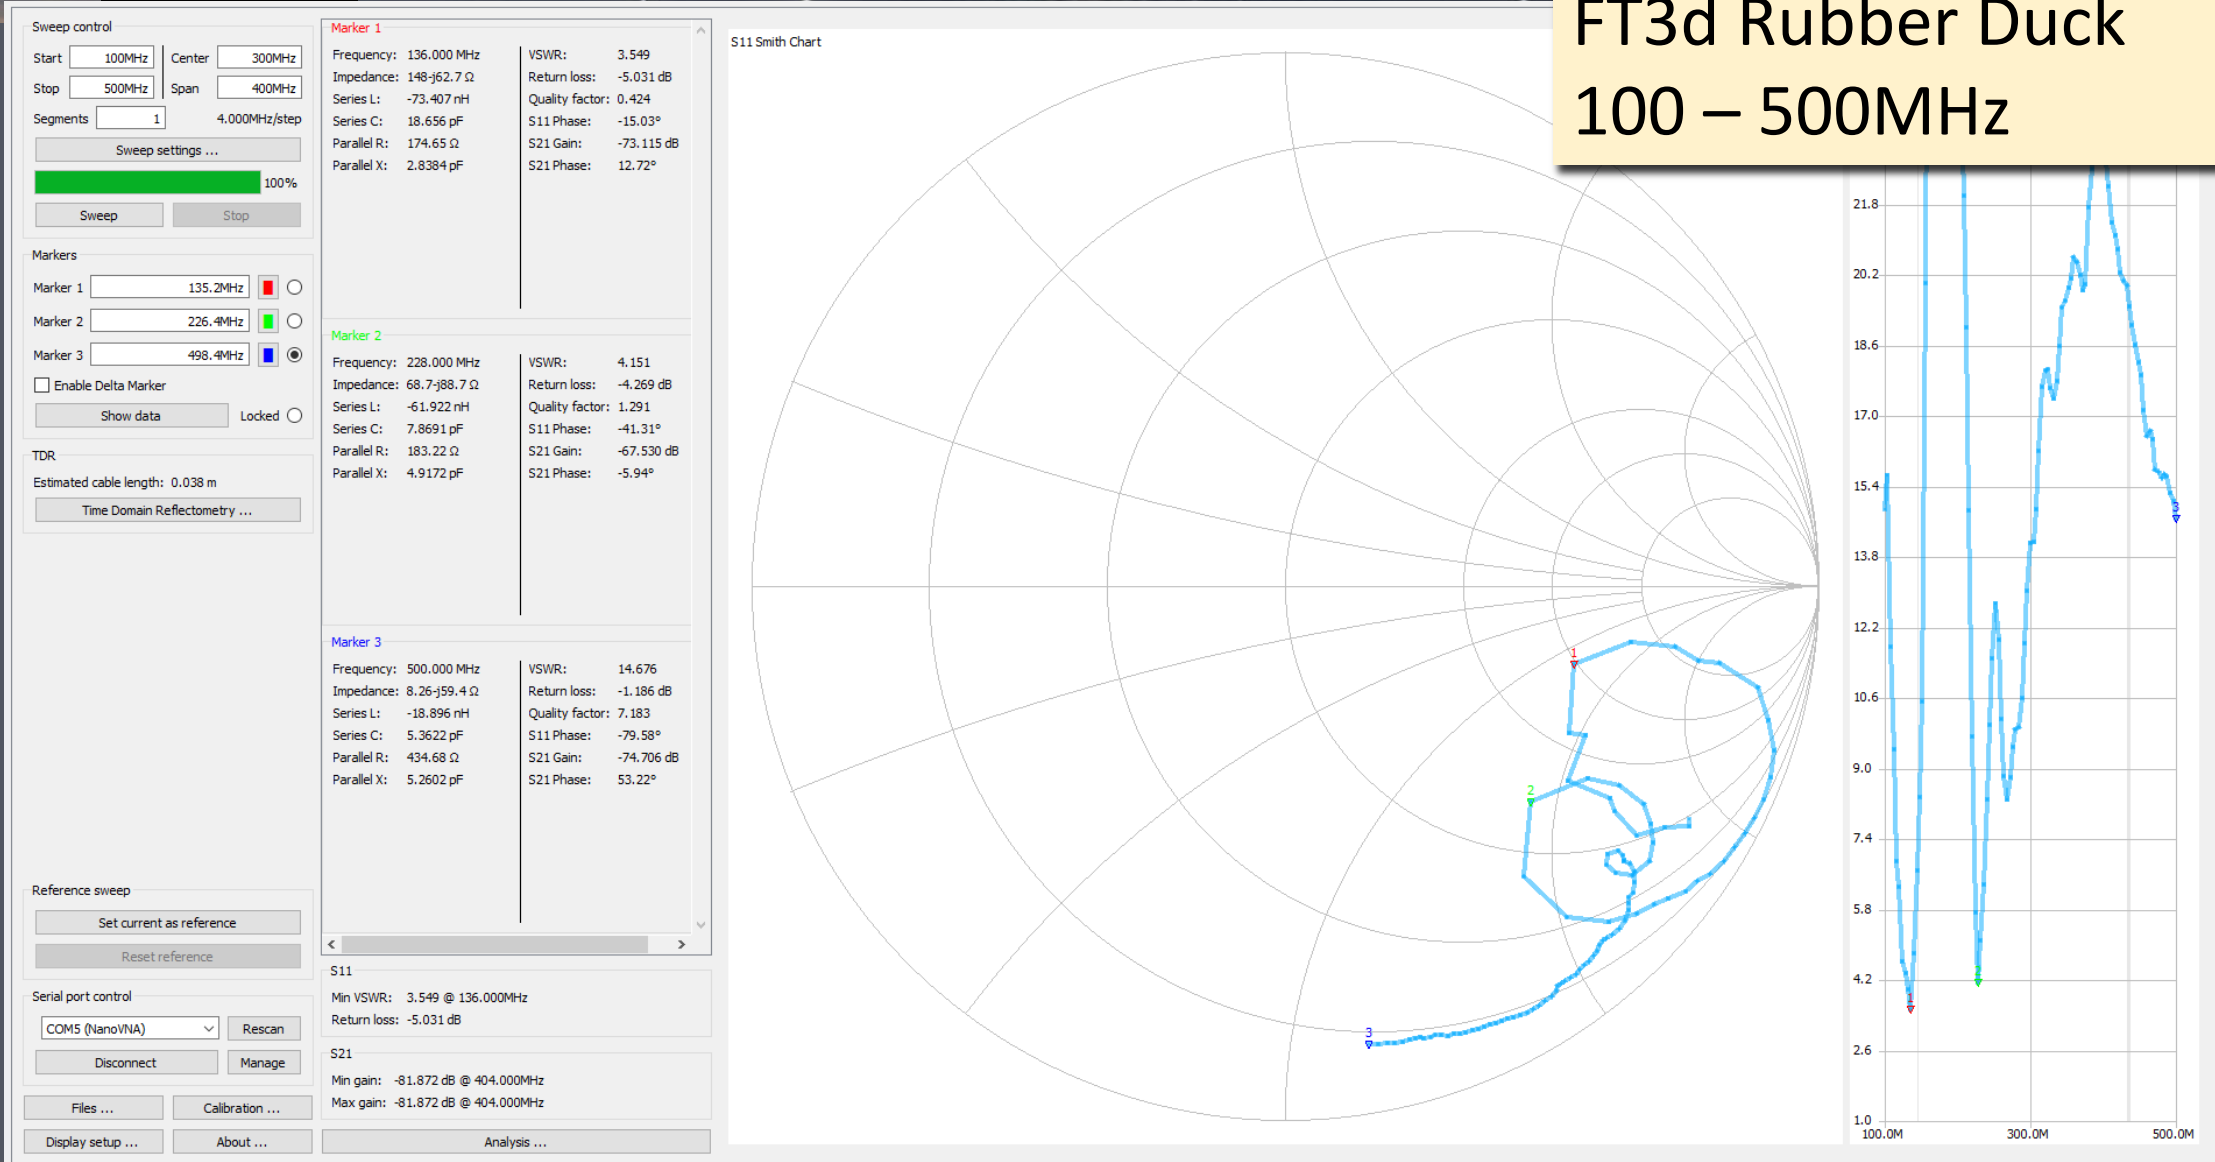 FT3d Rubber Duck
100 – 500MHz
Sweep control
Start 100MHz Center 300MHz
Stop 500MHz Span 400MHz
Segments 1 4.000MHz/step
Sweep settings ...
100%
Sweep Stop
Markers
Marker 1 135.2MHz
Marker 2 226.4MHz
Marker 3 498.4MHz
Enable Delta Marker
Show data Locked
TDR
Estimated cable length: 0.038 m
Time Domain Reflectometry ...
Reference sweep
Set current as reference
Reset reference
Serial port control
COM5 (NanoVNA) Rescan
Disconnect Manage
Files ... Calibration ...
Display setup ... About ...
Marker 1
Frequency: 136.000 MHz VSWR: 3.549
Impedance: 148-j62.7 Ω Return loss: -5.031 dB
Series L: -73.407 nH Quality factor: 0.424
Series C: 18.656 pF S11 Phase: -15.03°
Parallel R: 174.65 Ω S21 Gain: -73.115 dB
Parallel X: 2.8384 pF S21 Phase: 12.72°
Marker 2
Frequency: 228.000 MHz VSWR: 4.151
Impedance: 68.7-j88.7 Ω Return loss: -4.269 dB
Series L: -61.922 nH Quality factor: 1.291
Series C: 7.8691 pF S11 Phase: -41.31°
Parallel R: 183.22 Ω S21 Gain: -67.530 dB
Parallel X: 4.9172 pF S21 Phase: -5.94°
Marker 3
Frequency: 500.000 MHz VSWR: 14.676
Impedance: 8.26-j59.4 Ω Return loss: -1.186 dB
Series L: -18.896 nH Quality factor: 7.183
Series C: 5.3622 pF S11 Phase: -79.58°
Parallel R: 434.68 Ω S21 Gain: -74.706 dB
Parallel X: 5.2602 pF S21 Phase: 53.22°
S11
Min VSWR: 3.549 @ 136.000MHz
Return loss: -5.031 dB
S21
Min gain: -81.872 dB @ 404.000MHz
Max gain: -81.872 dB @ 404.000MHz
Analysis ...
S11 Smith Chart
1
2
3
21.8
20.2
18.6
17.0
15.4
3
13.8
12.2
10.6
9.0
7.4
5.8
4.2
1
2.6
1.0
100.0M 300.0M 500.0M